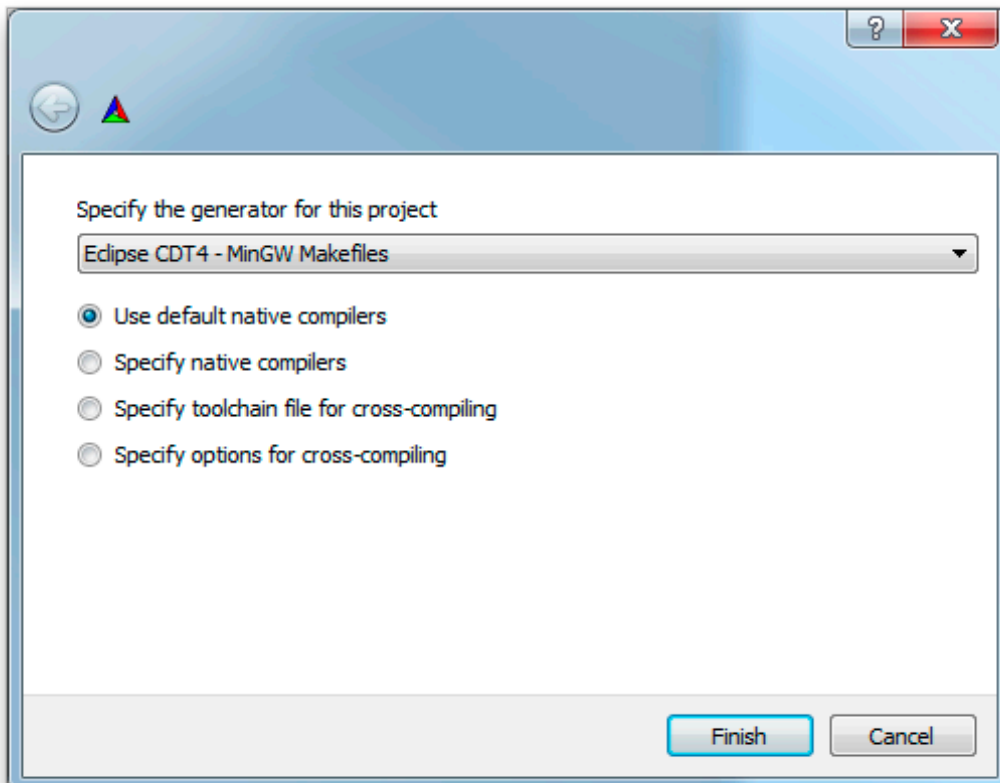 ?
X
Specify the generator for this project
Eclipse CDT4 - MinGW Makefiles
Use default native compilers
Specify native compilers
Specify toolchain file for cross-compiling
Specify options for cross-compiling
Finish
Cancel